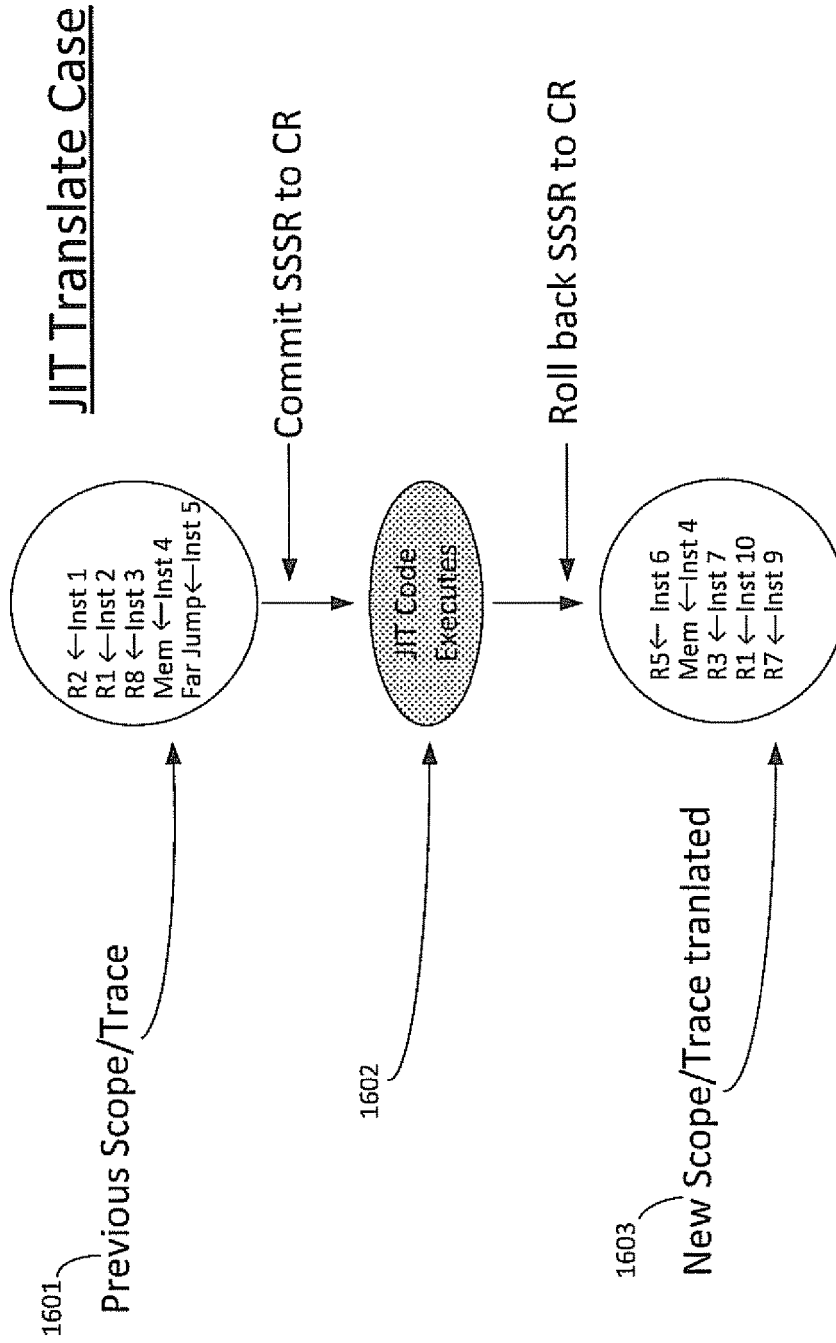 JIT Translate Case
1601
Previous Scope/Trace
R2 ←Inst 1
R1 ←Inst 2
R8 ←Inst 3
Mem ←Inst 4
Far Jump←Inst 5
Commit SSSR to CR
1602
JIT Code
Executes
Roll back SSSR to CR
1603
New Scope/Trace tranlated
R5← Inst 6
Mem ←Inst 4
R3 ←Inst 7
R1 ←Inst 10
R7 ←Inst 9